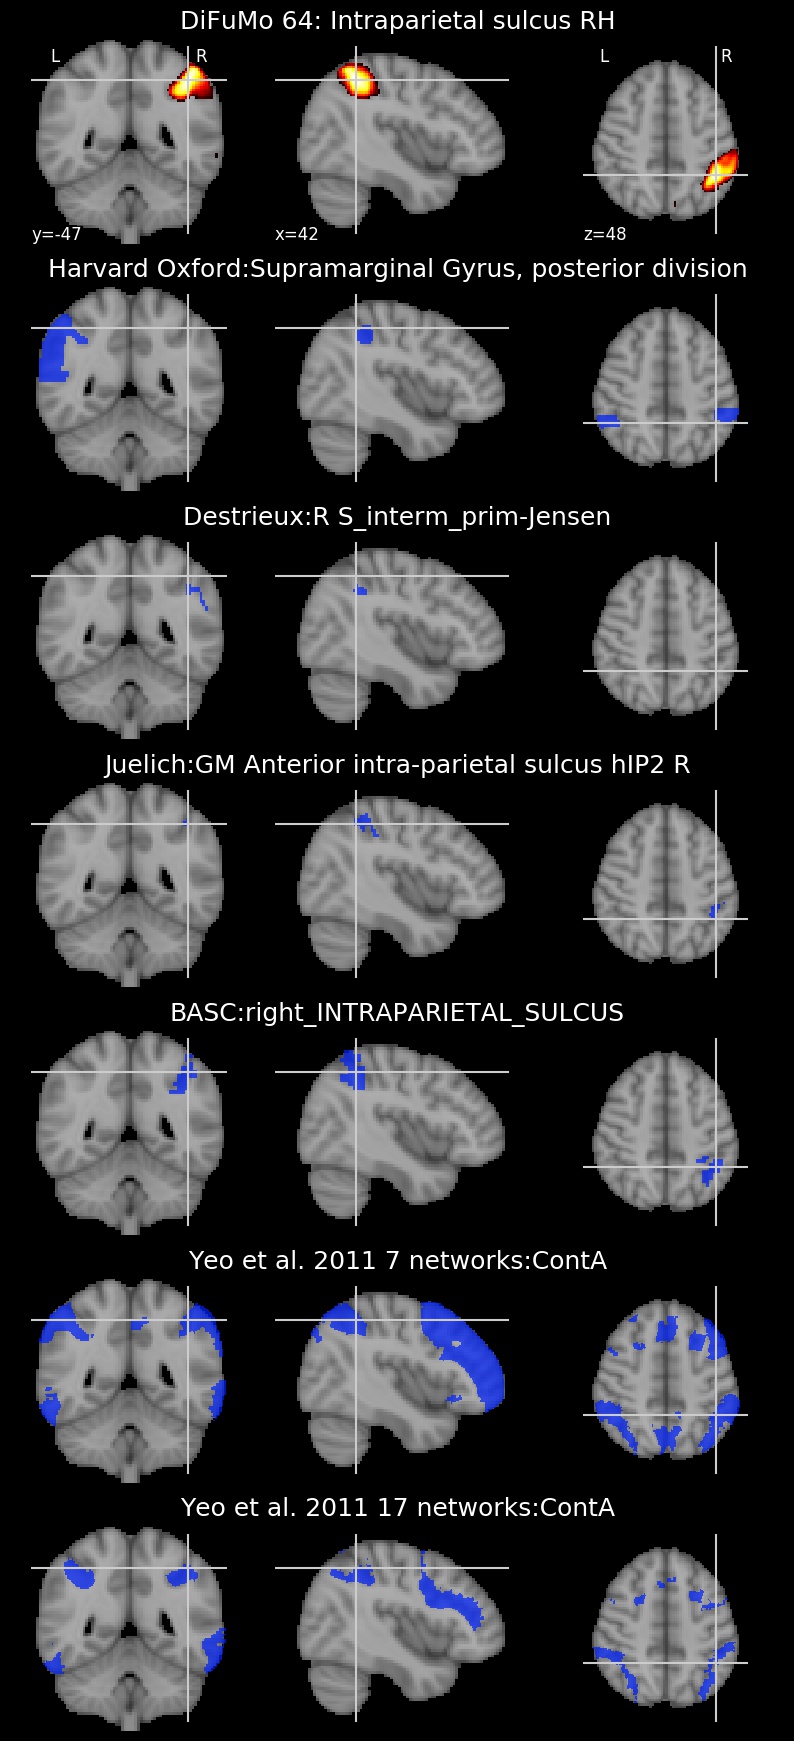 DiFuMo 64: Intraparietal sulcus RH
L R L R
y=-47 x=42 z=48
Harvard Oxford:Supramarginal Gyrus, posterior division
Destrieux:R S_interm_prim-Jensen
Juelich:GM Anterior intra-parietal sulcus hIP2 R
BASC:right_INTRAPARIETAL_SULCUS
Yeo et al. 2011 7 networks:ContA
Yeo et al. 2011 17 networks:ContA